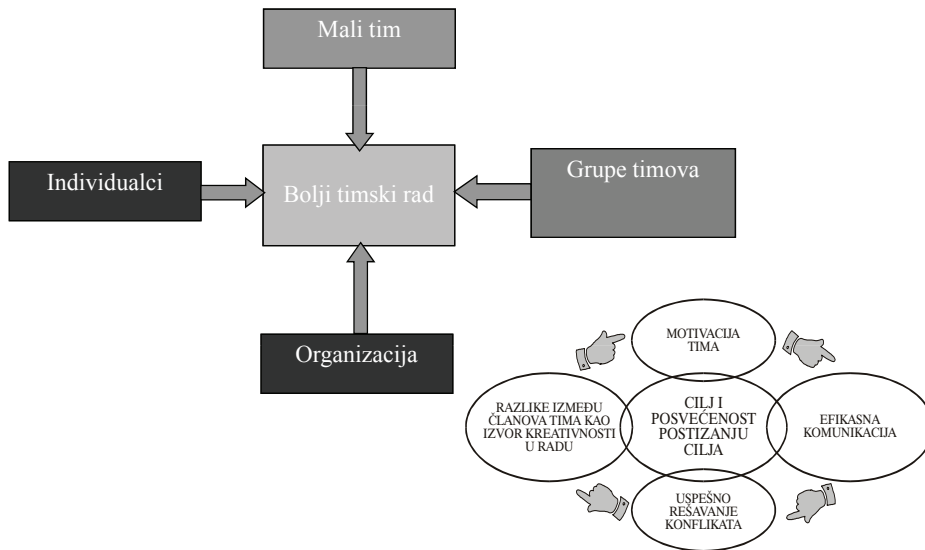 Mali tim
Individualci
Bolji timski rad
Grupe timova
Organizacija
MOTIVACIJA
TIMA
RAZLIKE IZMEĐU
ČLANOVA TIMA KAO
IZVOR KREATIVNOSTI
U RADU
CILJ I
POSVEĆENOST
POSTIZANJU
CILJA
EFIKASNA
KOMUNIKACIJA
USPEŠNO
REŠAVANJE
KONFLIKATA